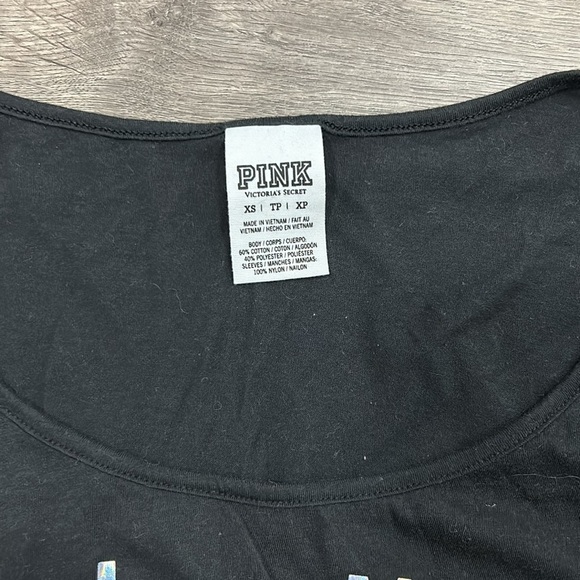 PINK
VICTORIA'S SECRET
XS | TP | XP
MADE IN VIETNAM / FAIT AU
VIETNAM / HECHO EN VIETNAM
BODY / CORPS / CUERPO:
60% COTTON / COTON / ALGODÓN
40% POLYESTER / POLIÉSTER
SLEEVES / MANCHES / MANGAS:
100% NYLON / NAILON